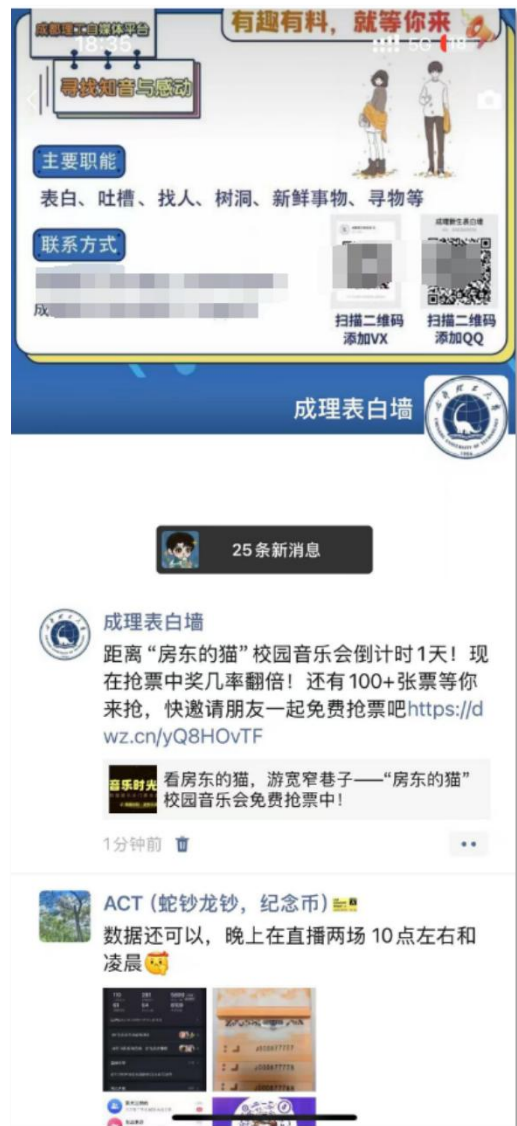 成都理工自媒体平台
有趣有料，就等你来
18:35
5G
18
寻找知音与感动
主要职能
表白、吐槽、找人、树洞、新鲜事物、寻物等
联系方式
成
扫描二维码
添加VX
扫描二维码
添加QQ
成理表白墙
25条新消息
成理表白墙
距离“房东的猫”校园音乐会倒计时1天！现
在抢票中奖几率翻倍！还有100+张票等你
来抢，快邀请朋友一起免费抢票吧https://d
wz.cn/yQ8HOvTF
音乐时光
看房东的猫，游宽窄巷子——“房东的猫”
校园音乐会免费抢票中！
1分钟前
ACT（蛇钞龙钞，纪念币）
数据还可以，晚上在直播两场 10点左右和
凌晨